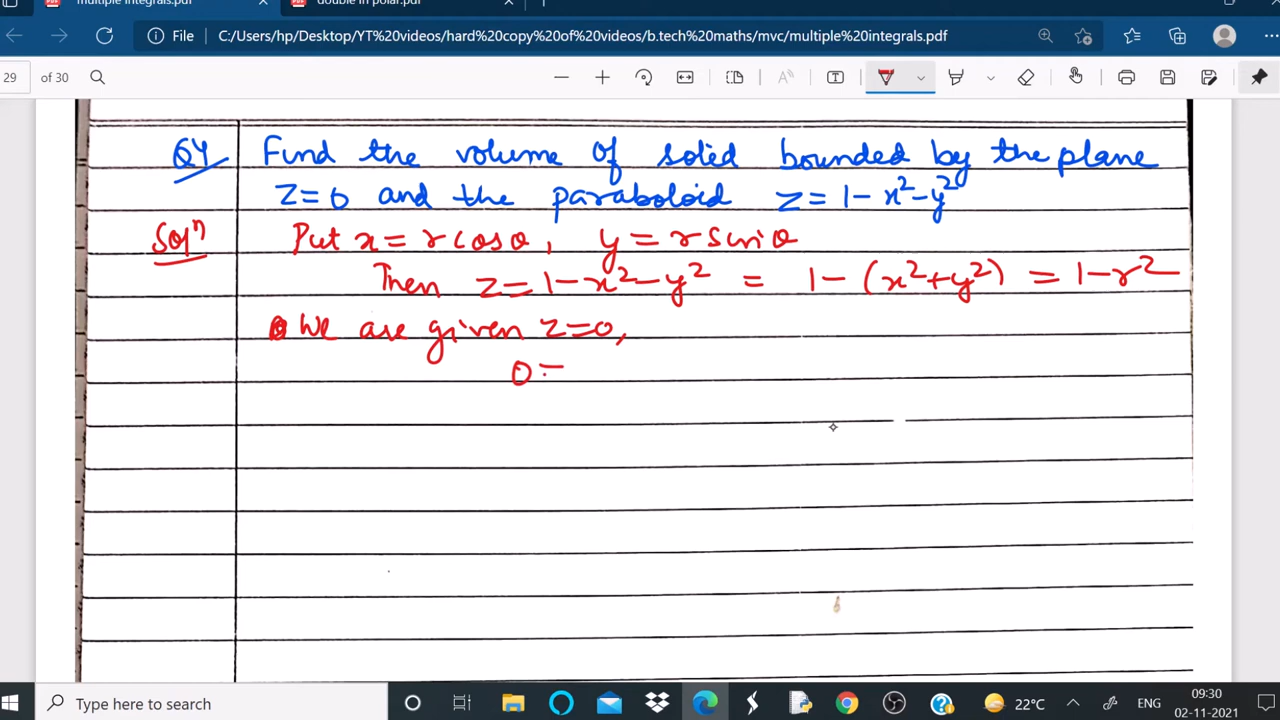 multiple integrals.pdf
double in polar.pdf
File C:/Users/hp/Desktop/YT%20videos/hard%20copy%20of%20videos/b.tech%20maths/mvc/multiple%20integrals.pdf
29 of 30
Q4 Find the volume of solid bounded by the plane
z=0 and the paraboloid z=1-x²-y²
Solⁿ Put x=rcosθ, y=rsinθ
Then z=1-x²-y² = 1-(x²+y²) = 1-r²
We are given z=0,
0=
Type here to search
22°C
ENG
09:30
02-11-2021